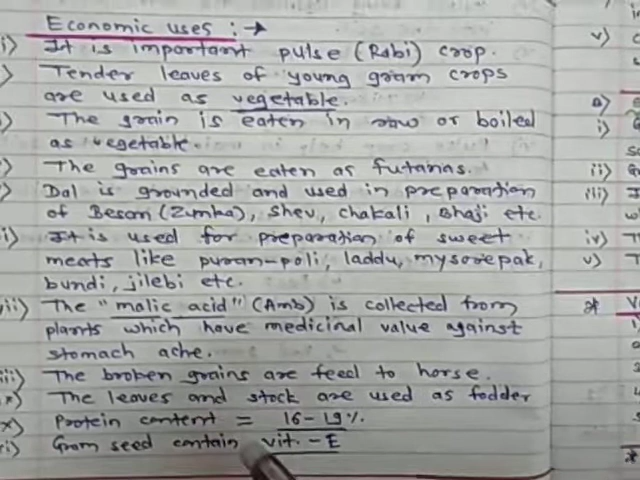 Economic uses :→
i) It is important pulse (Rabi) crop.
) Tender leaves of young gram crops
are used as vegetable.
) The grain is eaten in raw or boiled
as vegetable.
) The grains are eaten as futanas.
) Dal is grounded and used in preparation
of Besan (Zunka), Shev, chakali, Bhaji etc.
i) It is used for preparation of sweet
meats like puran-poli, laddu, mysorepak,
bundi, jilebi etc.
vii) The "malic acid" (Amb) is collected from
plants which have medicinal value against
stomach ache.
iii) The broken grains are feed to horse.
x) The leaves and stock are used as fodder
x) Protein content = 16-19%.
xi) Gram seed contain vit. - E
v)
a)
i)
ii)
iii)
iv) T
v) T
* V